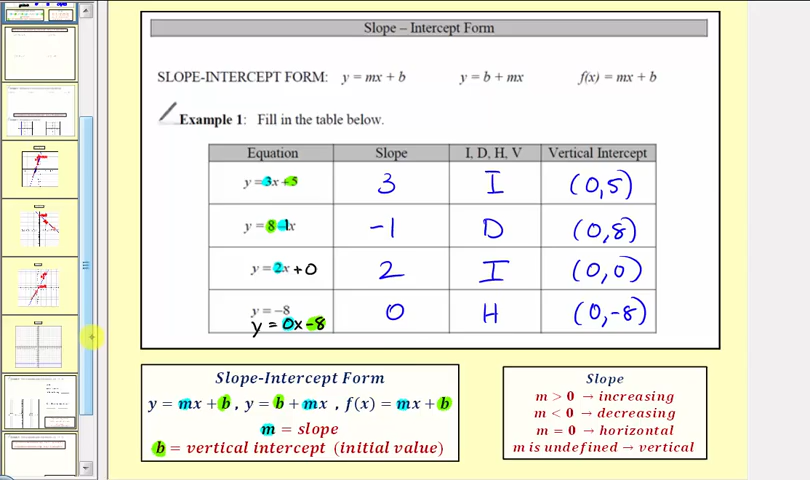 Slope – Intercept Form
SLOPE-INTERCEPT FORM: y = mx + b y = b + mx f(x) = mx + b
Example 1: Fill in the table below.
Equation Slope I, D, H, V Vertical Intercept
y = 3x + 5 3 I (0,5)
y = 8 - 1x -1 D (0,8)
y = 2x + 0 2 I (0,0)
y = -8 0 H (0,-8)
y = 0x - 8
Slope-Intercept Form
y = mx + b , y = b + mx , f(x) = mx + b
m = slope
b = vertical intercept (initial value)
Slope
m > 0 → increasing
m < 0 → decreasing
m = 0 → horizontal
m is undefined → vertical